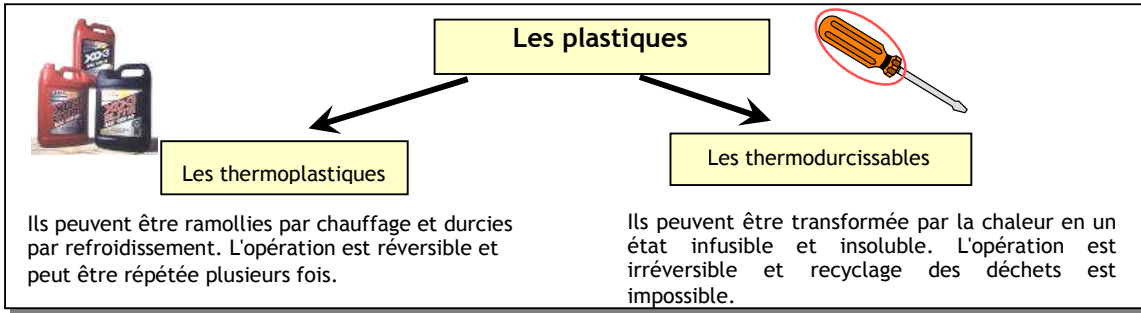 Les plastiques
Les thermoplastiques
Les thermodurcissables
Ils peuvent être ramollies par chauffage et durcies
par refroidissement. L'opération est réversible et
peut être répétée plusieurs fois.
Ils peuvent être transformée par la chaleur en un
état infusible et insoluble. L'opération est
irréversible et recyclage des déchets est
impossible.